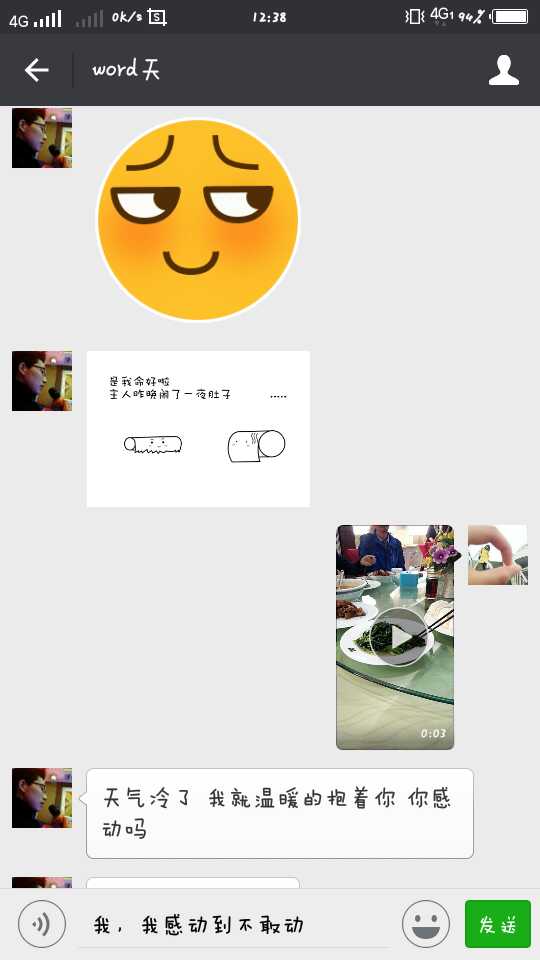 4G 0K/s 12:38 4G 1 94%
word天
是我命好啦
主人昨晚闹了一夜肚子 .....
0:03
天气冷了 我就温暖的抱着你 你感
动吗
我，我感动到不敢动 发送